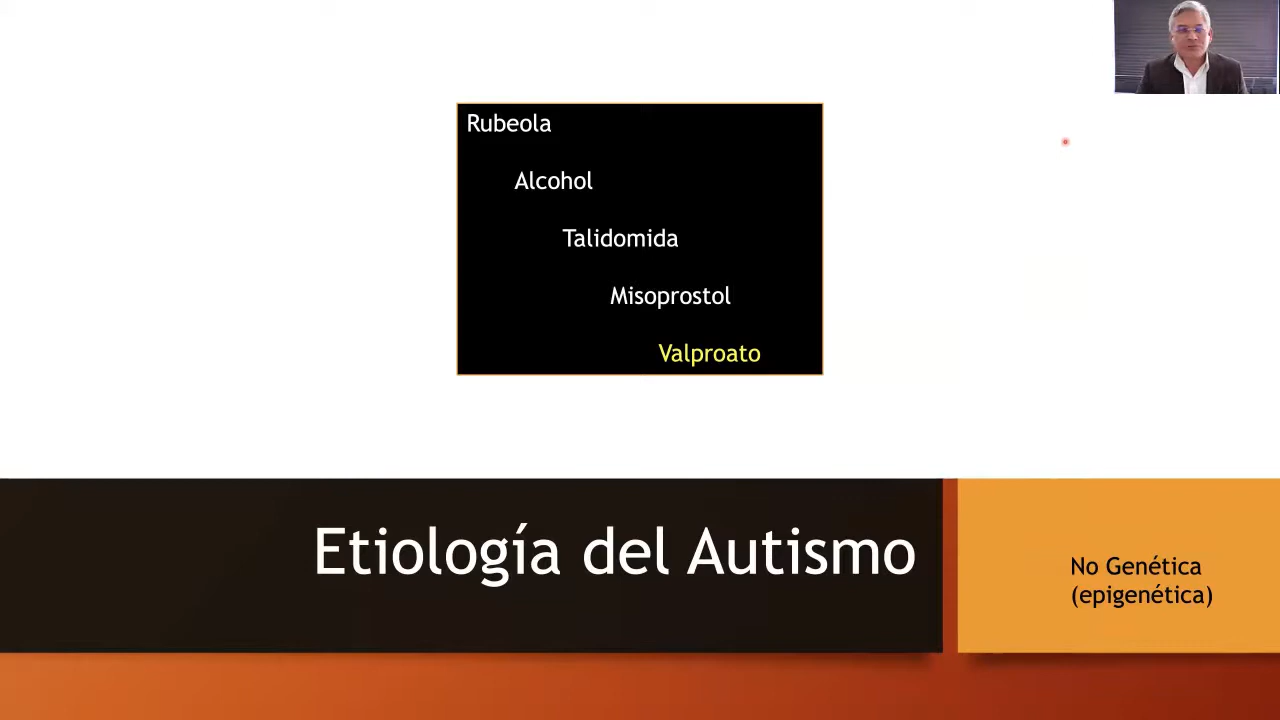 Rubeola
Alcohol
Talidomida
Misoprostol
Valproato
Etiología del Autismo
No Genética
(epigenética)